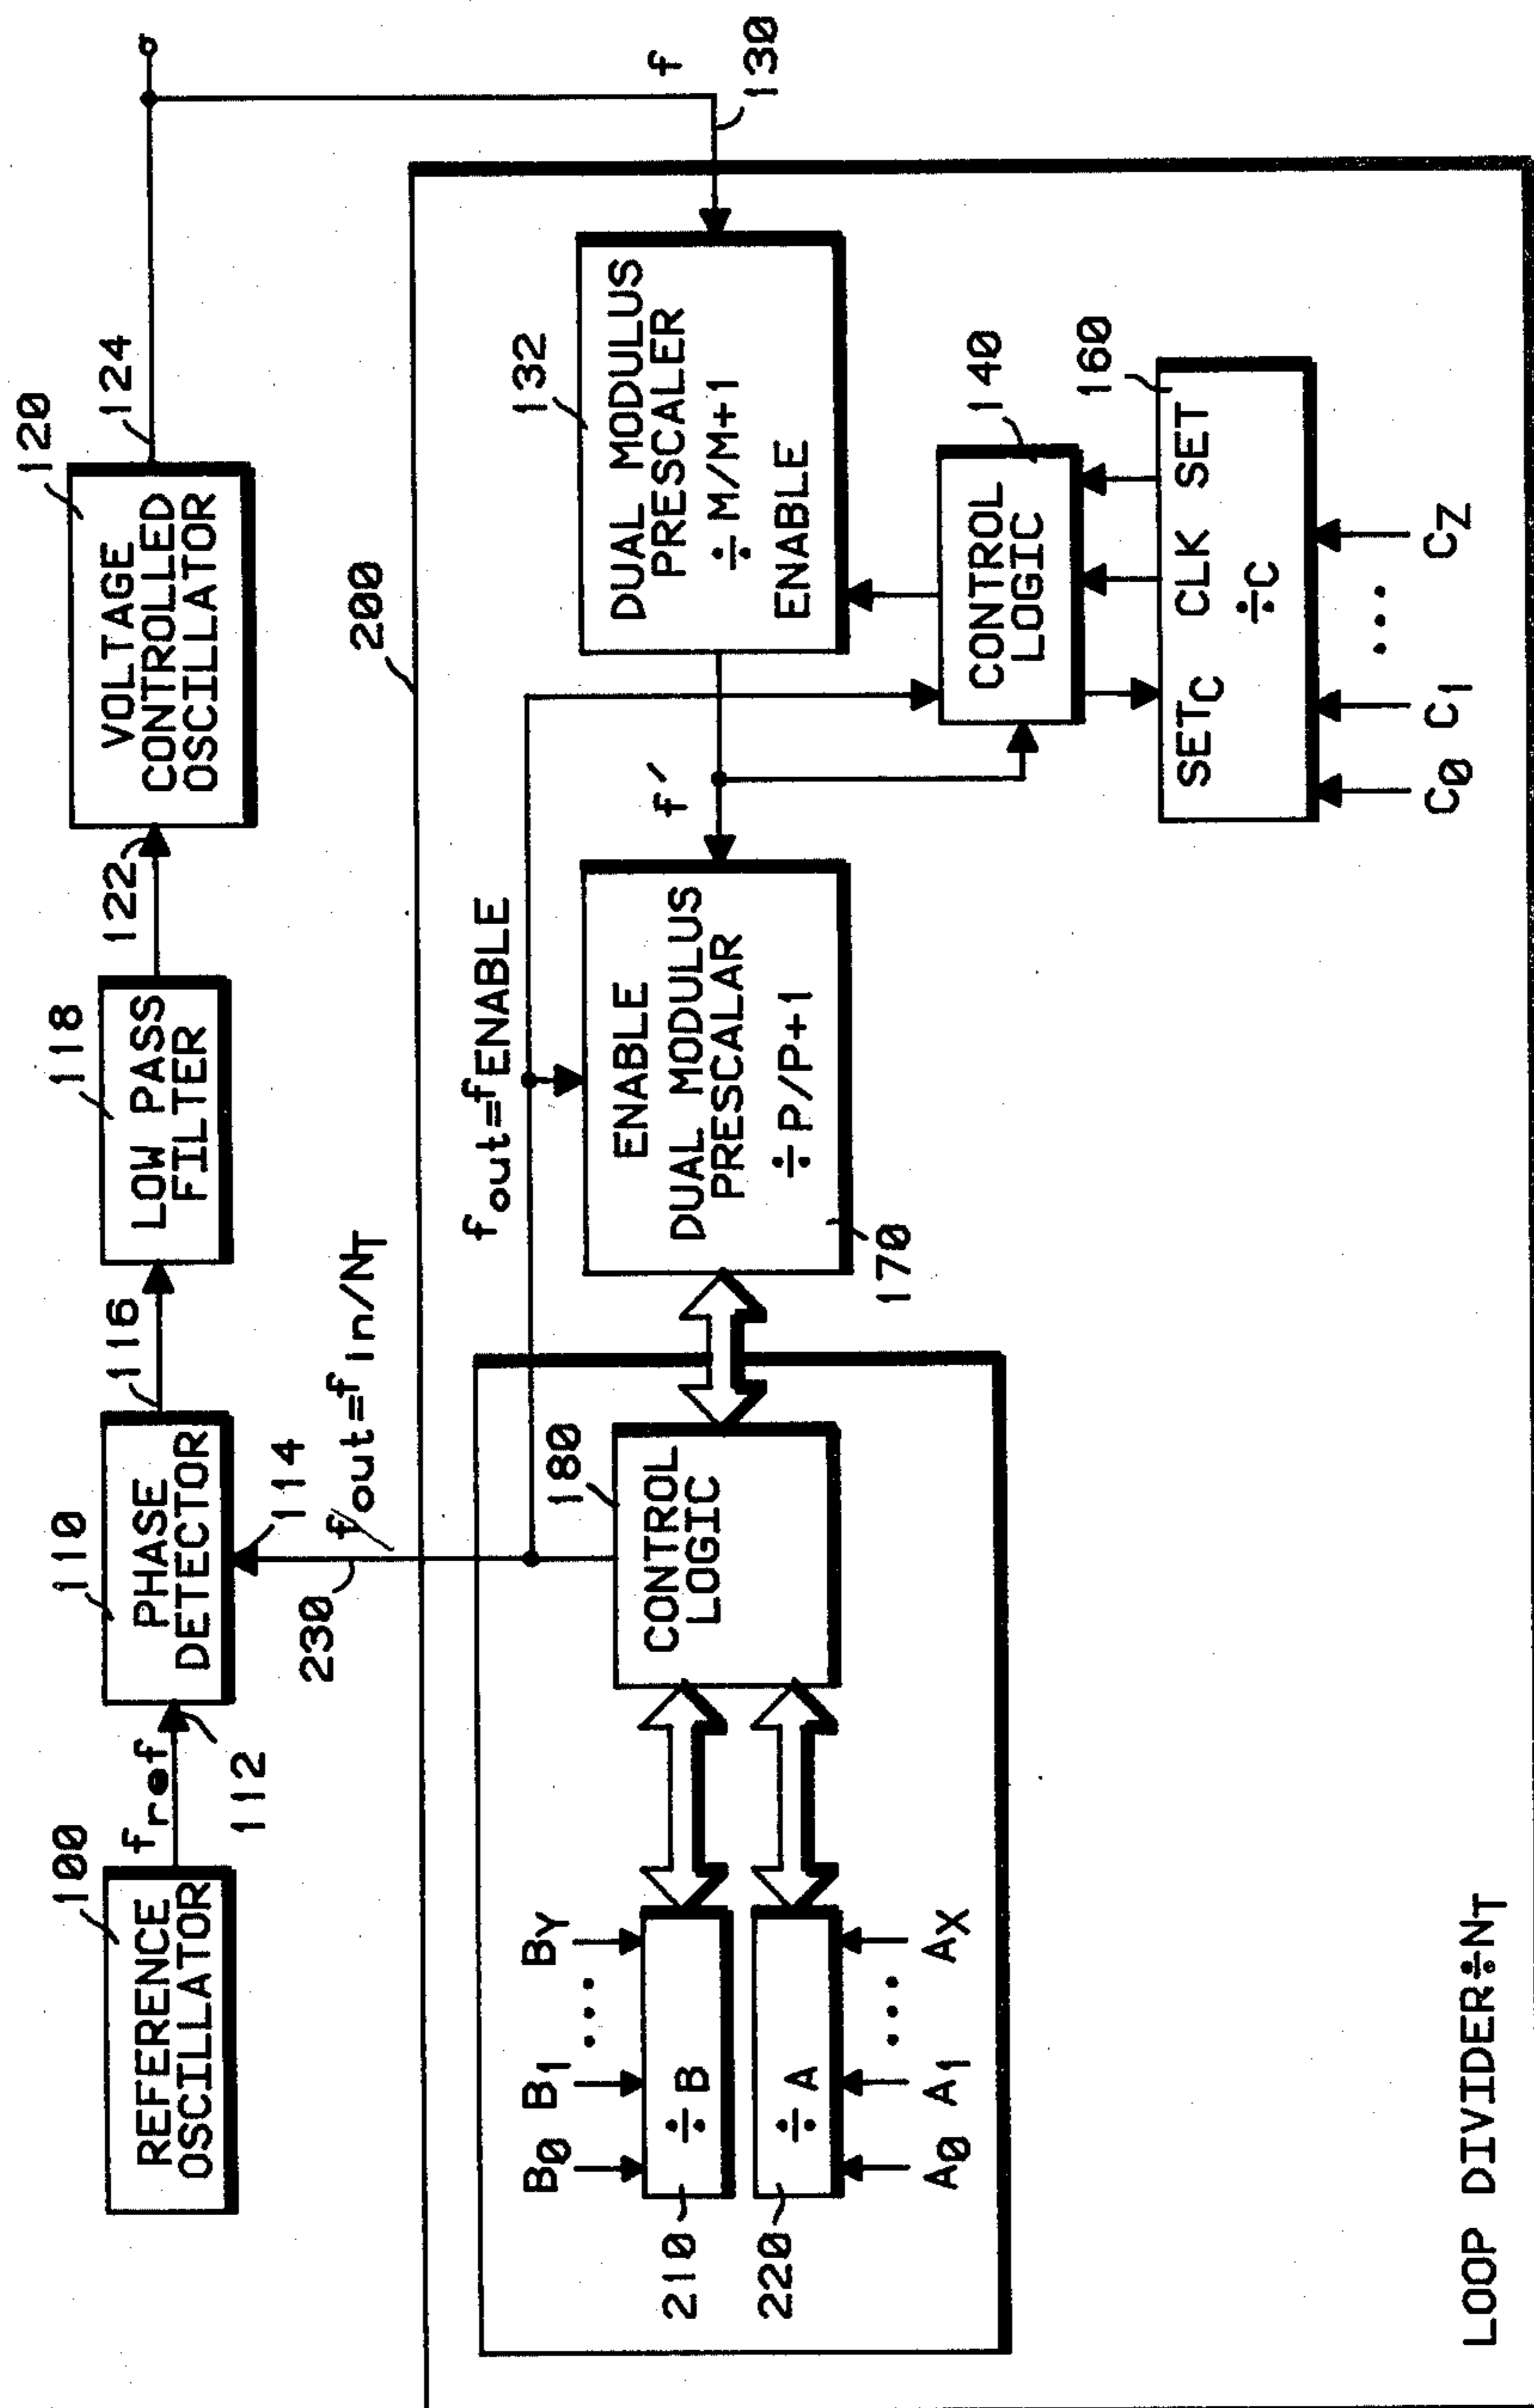 100
REFERENCE
OSCILLATOR
fref
112
110
PHASE
DETECTOR
114
116
118
LOW PASS
FILTER
122
120
VOLTAGE
CONTROLLED
OSCILLATOR
124
f
130
200
230
fout=fin/NT
fout=fENABLE
132
DUAL MODULUS
PRESCALER
÷M/M+1
ENABLE
f′
ENABLE
DUAL MODULUS
PRESCALAR
÷P/P+1
170
180
CONTROL
LOGIC
B0 B1 ... BY
÷B
210
÷A
220
A0 A1 ... AX
140
CONTROL
LOGIC
160
SETC CLK SET
÷C
C0 C1 ... CZ
LOOP DIVIDER÷NT